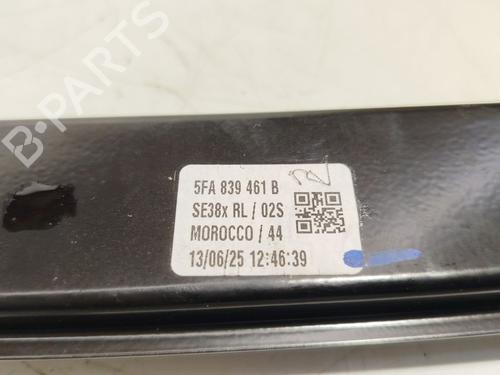 B-PARTS
5FA 839 461 B
SE38x RL / 02S
MOROCCO / 44
13/06/25 12:46:39